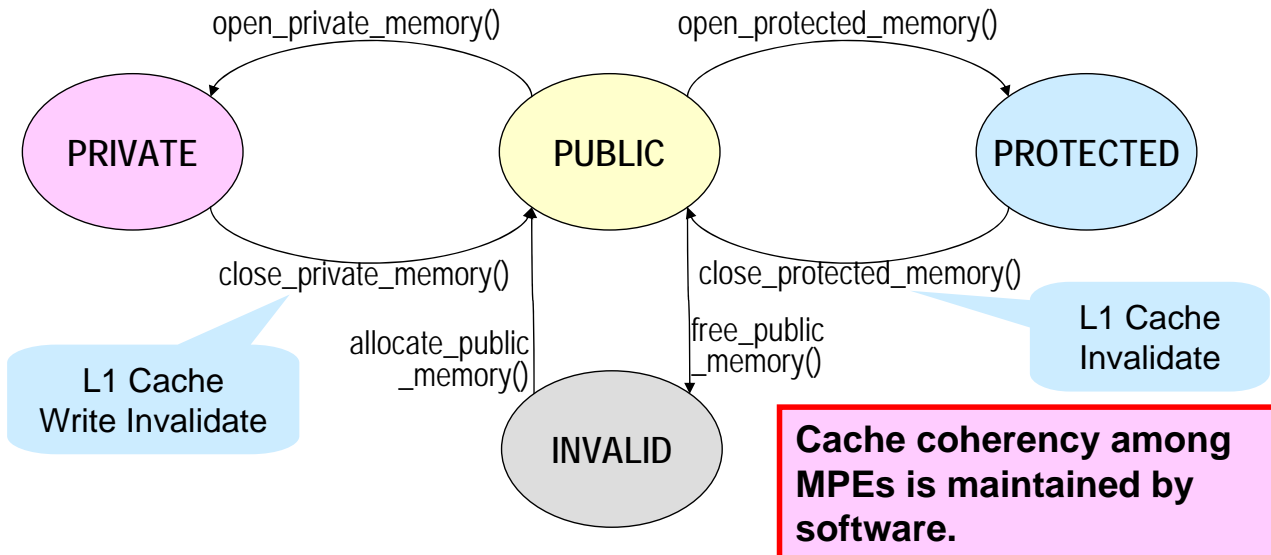 open_private_memory()
open_protected_memory()
PRIVATE
PUBLIC
PROTECTED
close_private_memory()
close_protected_memory()
L1 Cache
Write Invalidate
allocate_public
_memory()
free_public
_memory()
L1 Cache
Invalidate
INVALID
Cache coherency among
MPEs is maintained by
software.